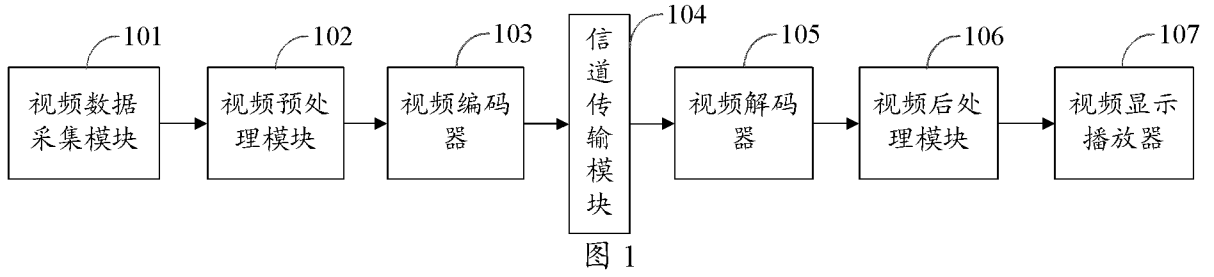 101
102
103
104
105
106
107
视频数据
采集模块
视频预处
理模块
视频编码
器
信道传输模块
视频解码
器
视频后处
理模块
视频显示
播放器
图 1